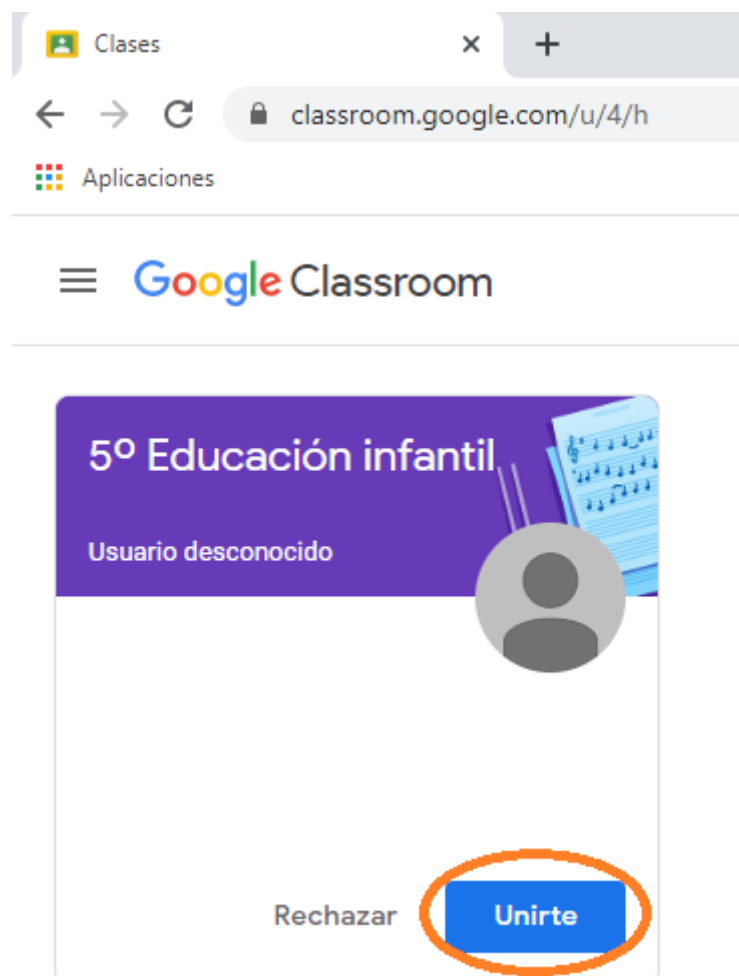 Clases
classroom.google.com/u/4/h
Aplicaciones
Google Classroom
5º Educación infantil
Usuario desconocido
Rechazar Unirte